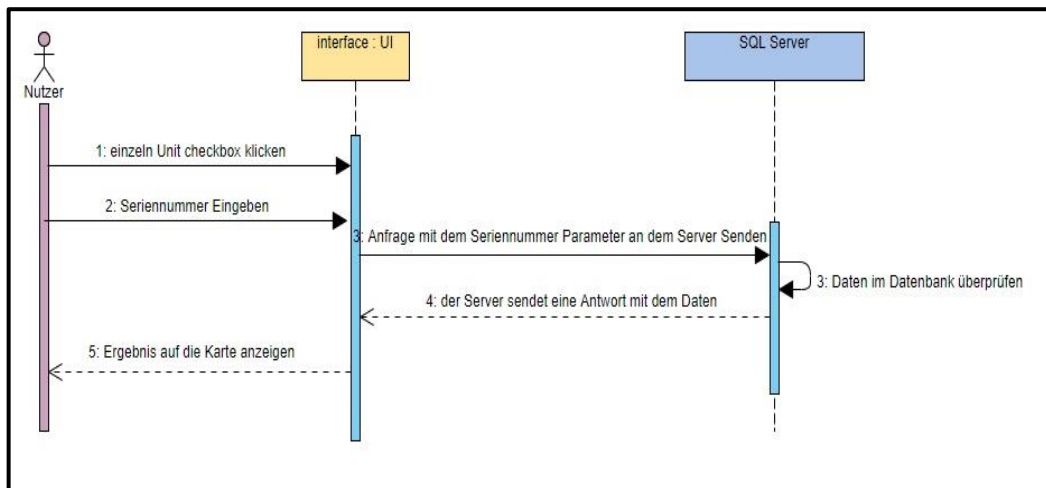 interface : UI
SQL Server
Nutzer
1: einzeln Unit checkbox klicken
2: Seriennummer Eingeben
3: Anfrage mit dem Seriennummer Parameter an dem Server Senden
3: Daten im Datenbank überprüfen
4: der Server sendet eine Antwort mit dem Daten
5: Ergebnis auf die Karte anzeigen